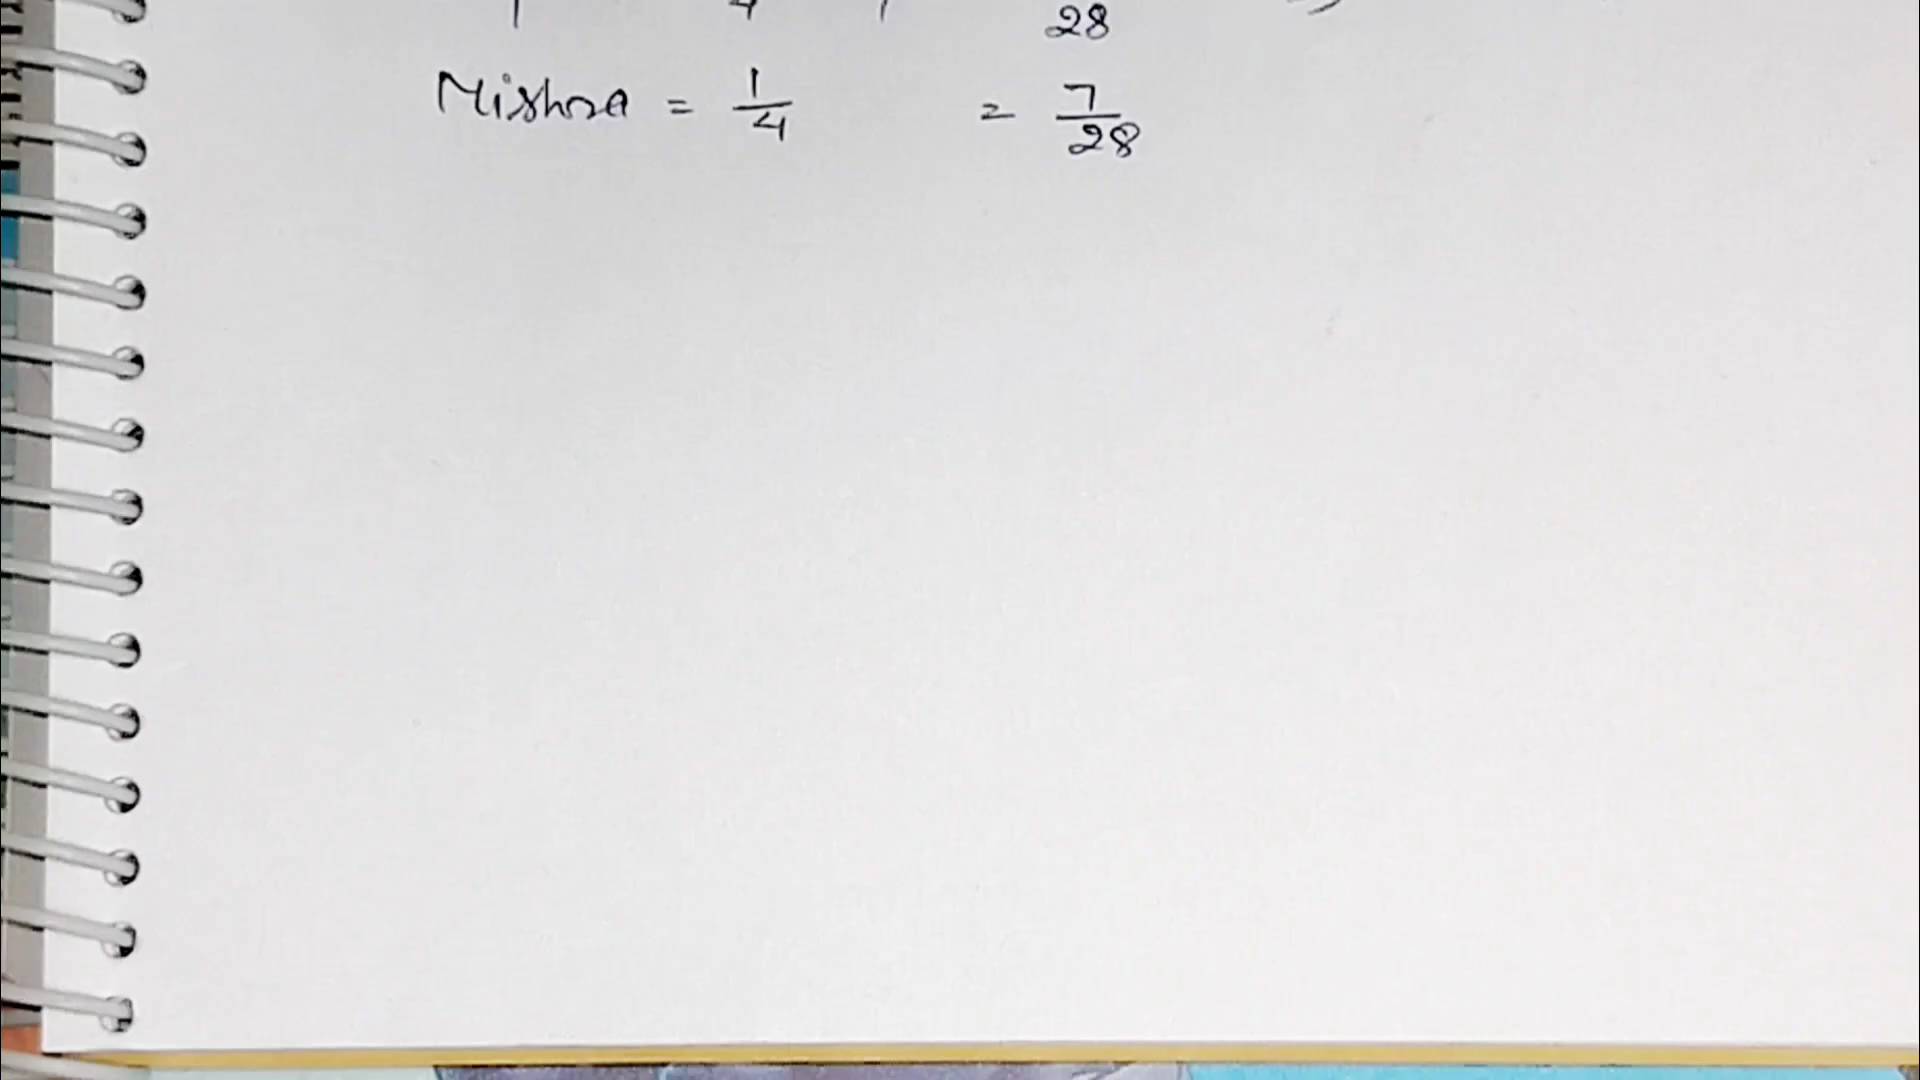 28
Mishra = 1/4 = 7/28